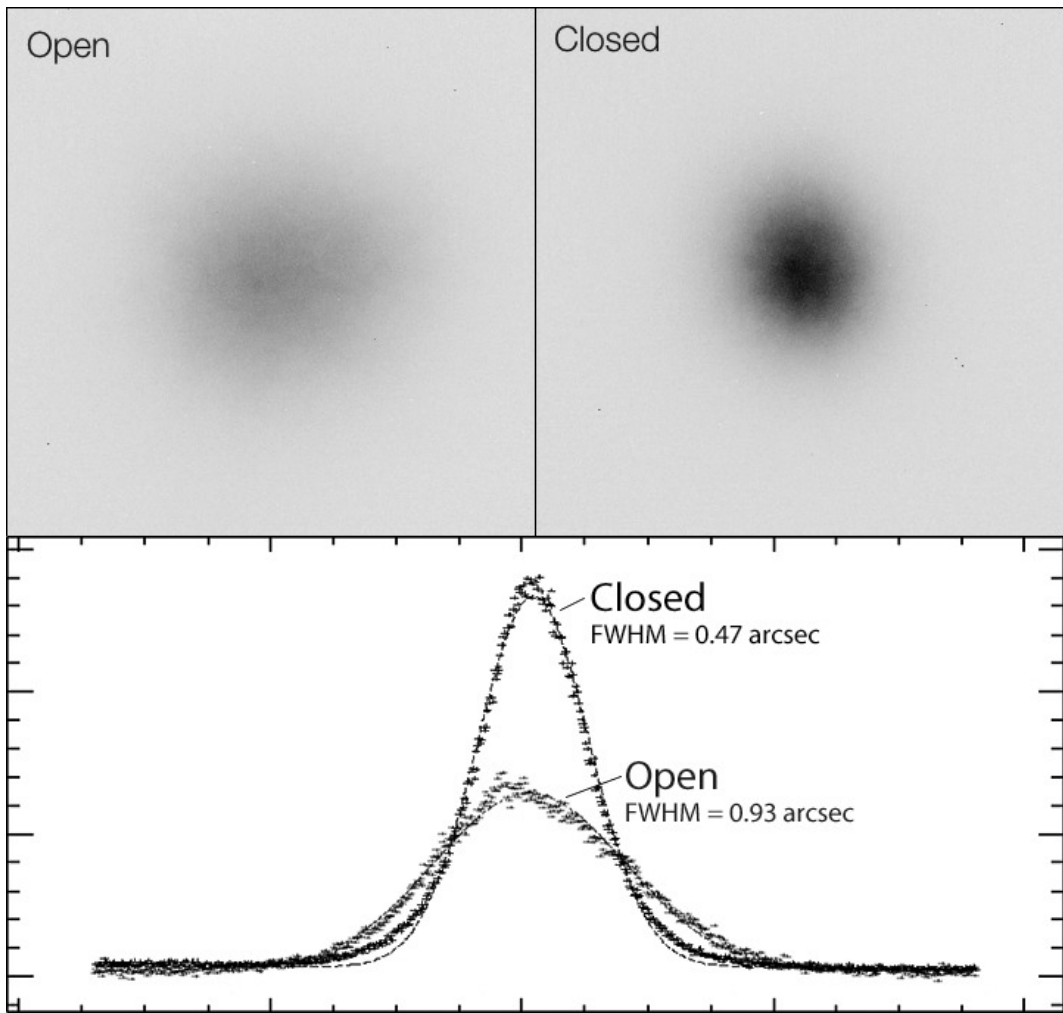 Open
Closed
Closed
FWHM = 0.47 arcsec
Open
FWHM = 0.93 arcsec